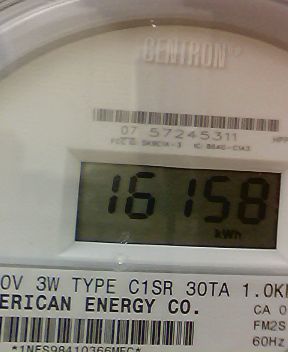 CENTRON
07 57245311
16158
kWh
0V 3W TYPE C1SR 30TA 1.0K
ERICAN ENERGY CO.
CA 0
FM2S
60Hz
*1NFS98410366MEC*